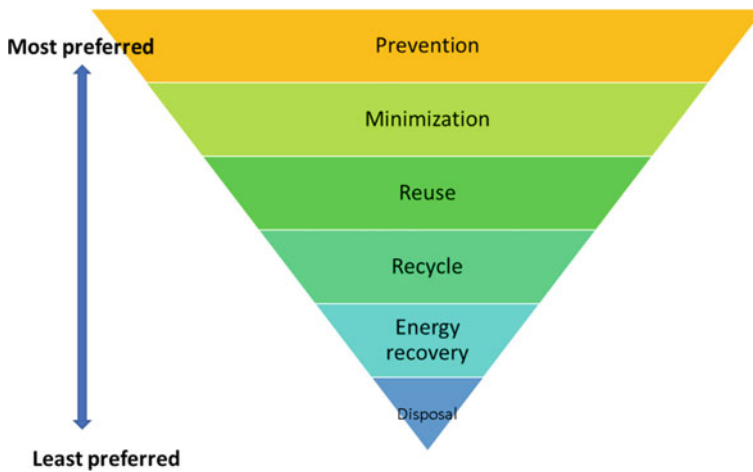 Most preferred
Prevention
Minimization
Reuse
Recycle
Energy
recovery
Disposal
Least preferred